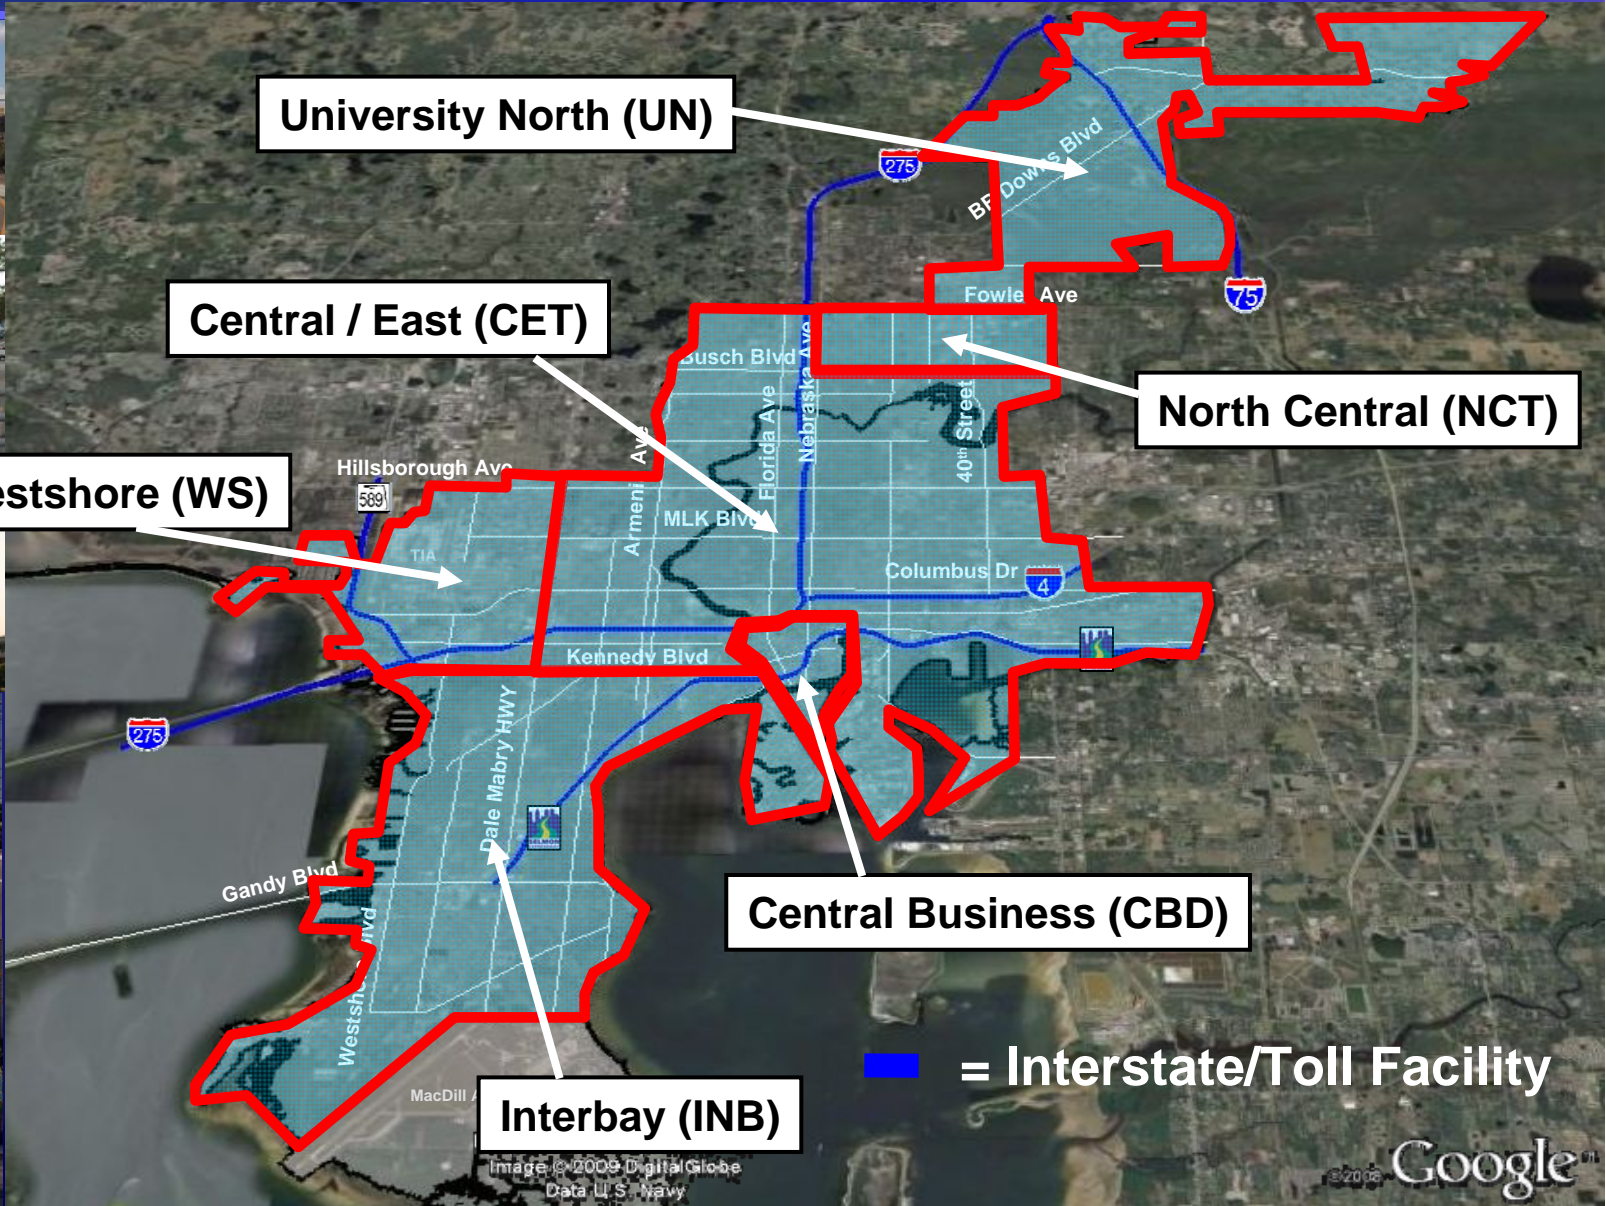 University North (UN)
275
BB Downs Blvd
75
Fowler Ave
Central / East (CET)
Busch Blvd
Nebraska Ave
Florida Ave
40th Street
North Central (NCT)
Hillsborough Ave
589
estshore (WS)
Ave
MLK Blvd
TIA
Columbus Dr
4
Kennedy Blvd
275
Dale Mabry HWY
SELMON
Gandy Blvd
Central Business (CBD)
= Interstate/Toll Facility
MacDill
Interbay (INB)
Image © 2009 DigitalGlobe
Data U.S. Navy
Google